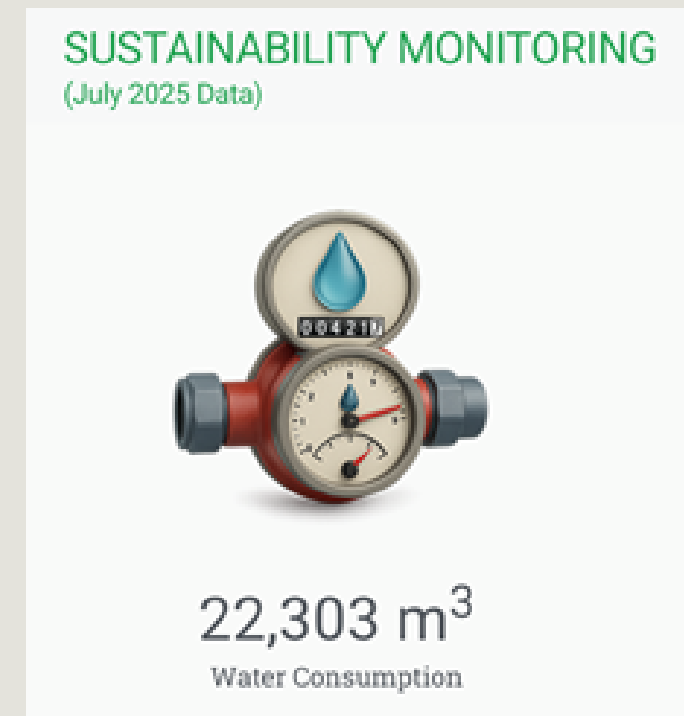 SUSTAINABILITY MONITORING
(July 2025 Data)
22,303 m³
Water Consumption